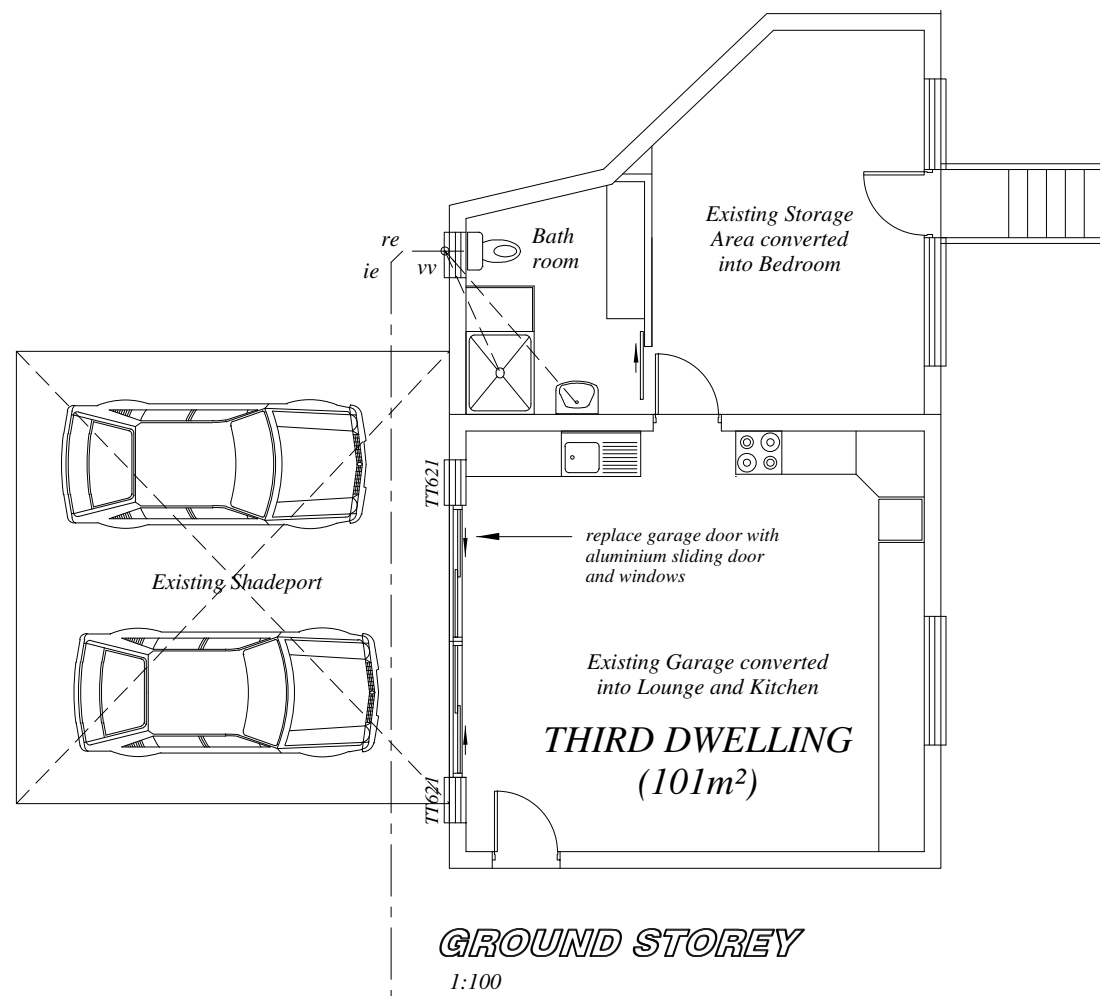 Existing Storage
Area converted
into Bedroom
Bath
room
re
ie
vv
TT621
replace garage door with
aluminium sliding door
and windows
Existing Shadeport
Existing Garage converted
into Lounge and Kitchen
THIRD DWELLING
(101m²)
TT621
GROUND STOREY
1:100